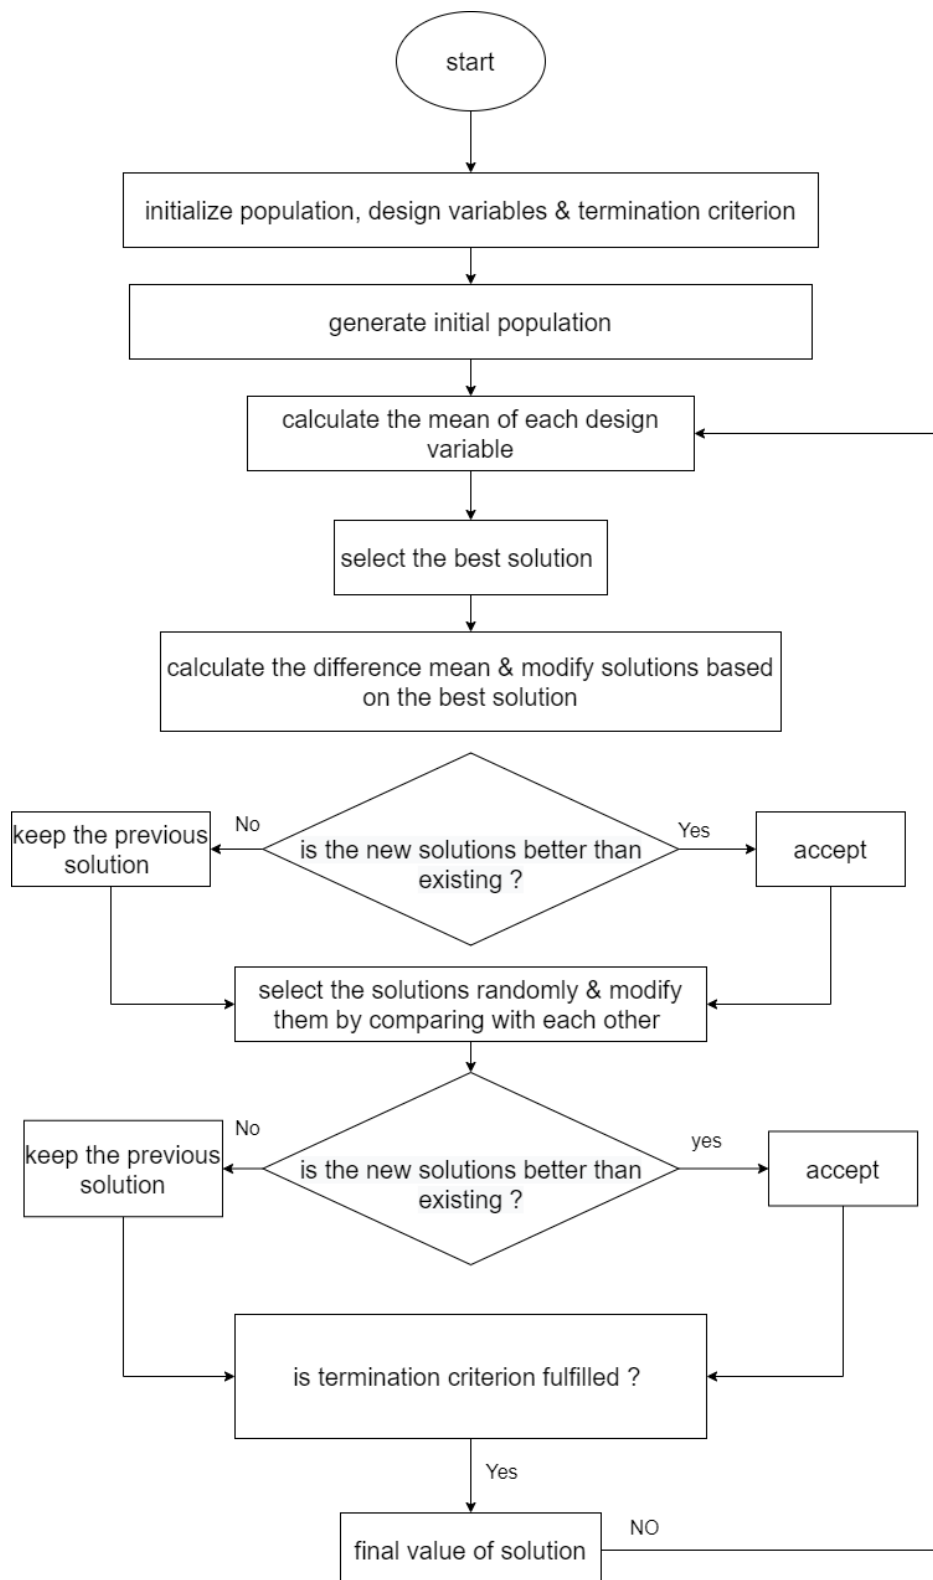 start
initialize population, design variables & termination criterion
generate initial population
calculate the mean of each design
variable
select the best solution
calculate the difference mean & modify solutions based
on the best solution
No
Yes
keep the previous
solution
is the new solutions better than
existing ?
accept
select the solutions randomly & modify
them by comparing with each other
No
yes
keep the previous
solution
is the new solutions better than
existing ?
accept
is termination criterion fulfilled ?
Yes
final value of solution
NO